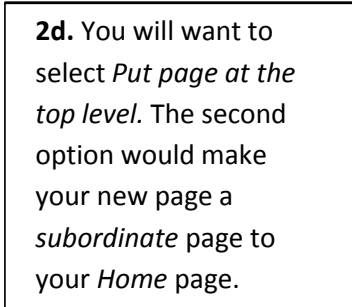 2d. You will want to
select Put page at the
top level. The second
option would make
your new page a
subordinate page to
your Home page.